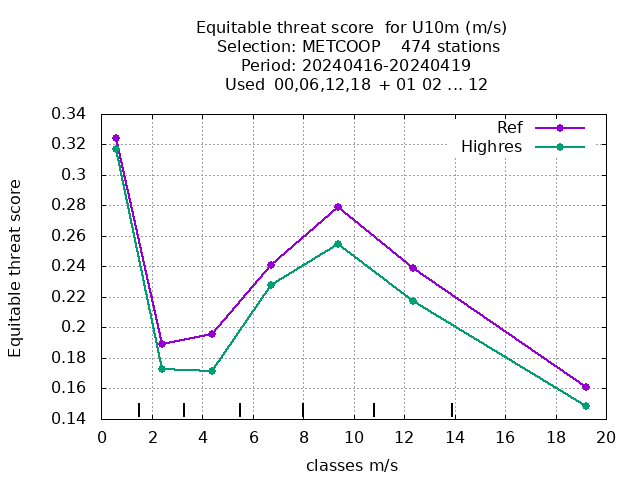 Equitable threat score  for U10m (m/s)
Selection: METCOOP    474 stations
Period: 20240416-20240419
Used  00,06,12,18  + 01 02 ... 12
Ref
Highres
Equitable threat score
0.34
0.32
0.3
0.28
0.26
0.24
0.22
0.2
0.18
0.16
0.14
0 2 4 6 8 10 12 14 16 18 20
classes m/s